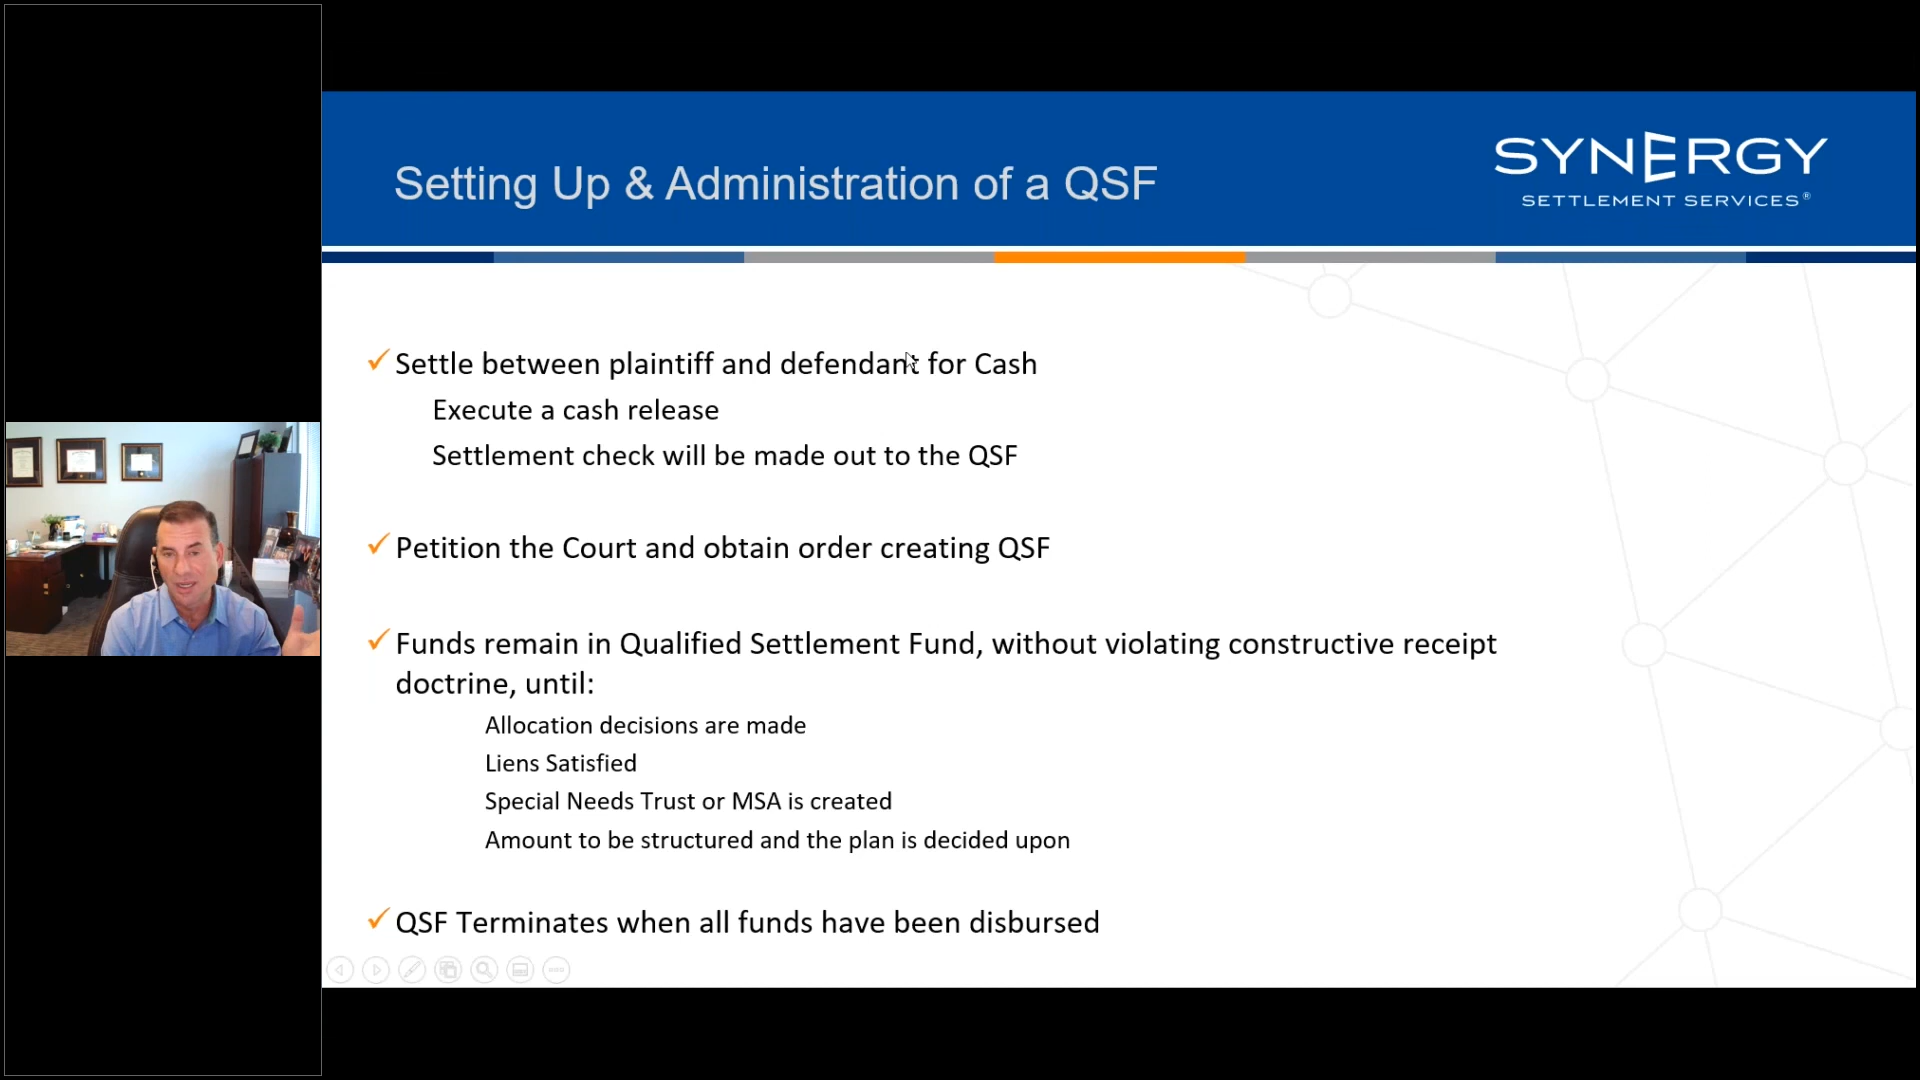 Setting Up & Administration of a QSF
SYNERGY
SETTLEMENT SERVICES®
Settle between plaintiff and defendant for Cash
Execute a cash release
Settlement check will be made out to the QSF
Petition the Court and obtain order creating QSF
Funds remain in Qualified Settlement Fund, without violating constructive receipt
doctrine, until:
Allocation decisions are made
Liens Satisfied
Special Needs Trust or MSA is created
Amount to be structured and the plan is decided upon
QSF Terminates when all funds have been disbursed